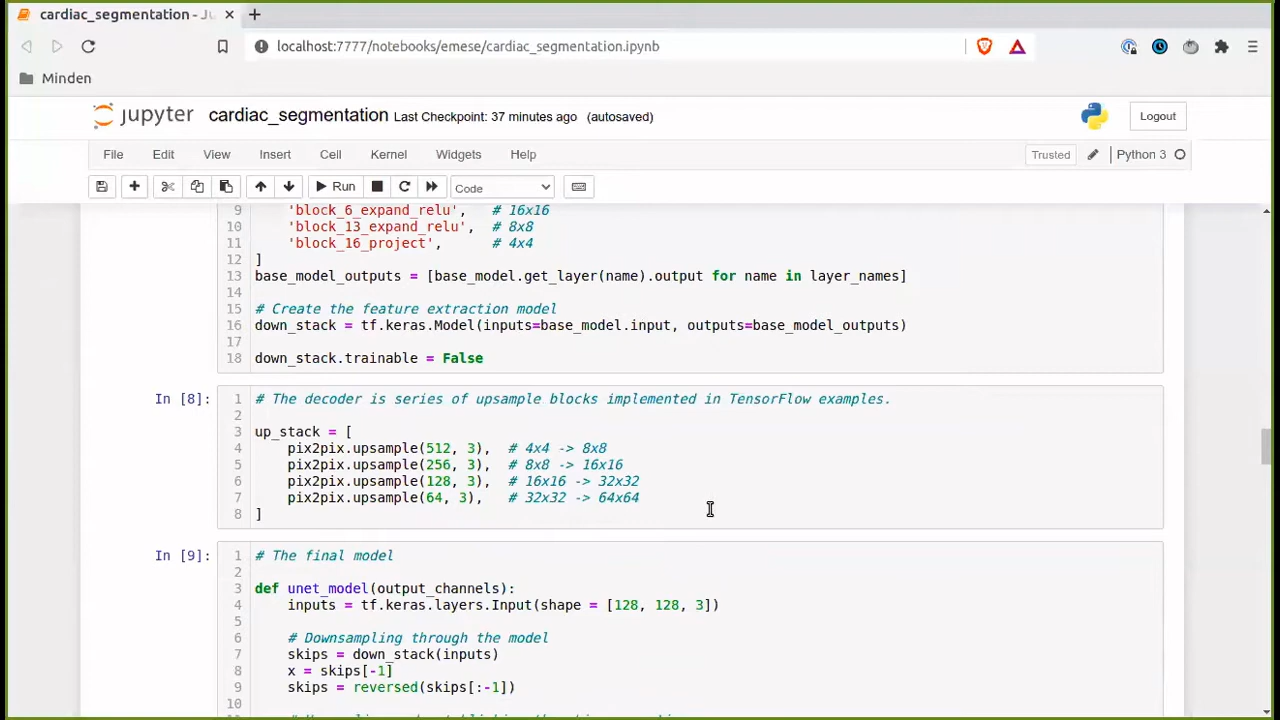 cardiac_segmentation - Ju
localhost:7777/notebooks/emese/cardiac_segmentation.ipynb
Minden
jupyter cardiac_segmentation Last Checkpoint: 37 minutes ago (autosaved) Logout
File Edit View Insert Cell Kernel Widgets Help Trusted Python 3
Run Code
9 'block_6_expand_relu', # 16x16
10 'block_13_expand_relu', # 8x8
11 'block_16_project', # 4x4
12 ]
13 base_model_outputs = [base_model.get_layer(name).output for name in layer_names]
14
15 # Create the feature extraction model
16 down_stack = tf.keras.Model(inputs=base_model.input, outputs=base_model_outputs)
17
18 down_stack.trainable = False
In [8]: 1 # The decoder is series of upsample blocks implemented in TensorFlow examples.
2
3 up_stack = [
4 pix2pix.upsample(512, 3), # 4x4 -> 8x8
5 pix2pix.upsample(256, 3), # 8x8 -> 16x16
6 pix2pix.upsample(128, 3), # 16x16 -> 32x32
7 pix2pix.upsample(64, 3), # 32x32 -> 64x64
8 ]
In [9]: 1 # The final model
2
3 def unet_model(output_channels):
4 inputs = tf.keras.layers.Input(shape = [128, 128, 3])
5
6 # Downsampling through the model
7 skips = down_stack(inputs)
8 x = skips[-1]
9 skips = reversed(skips[:-1])
10